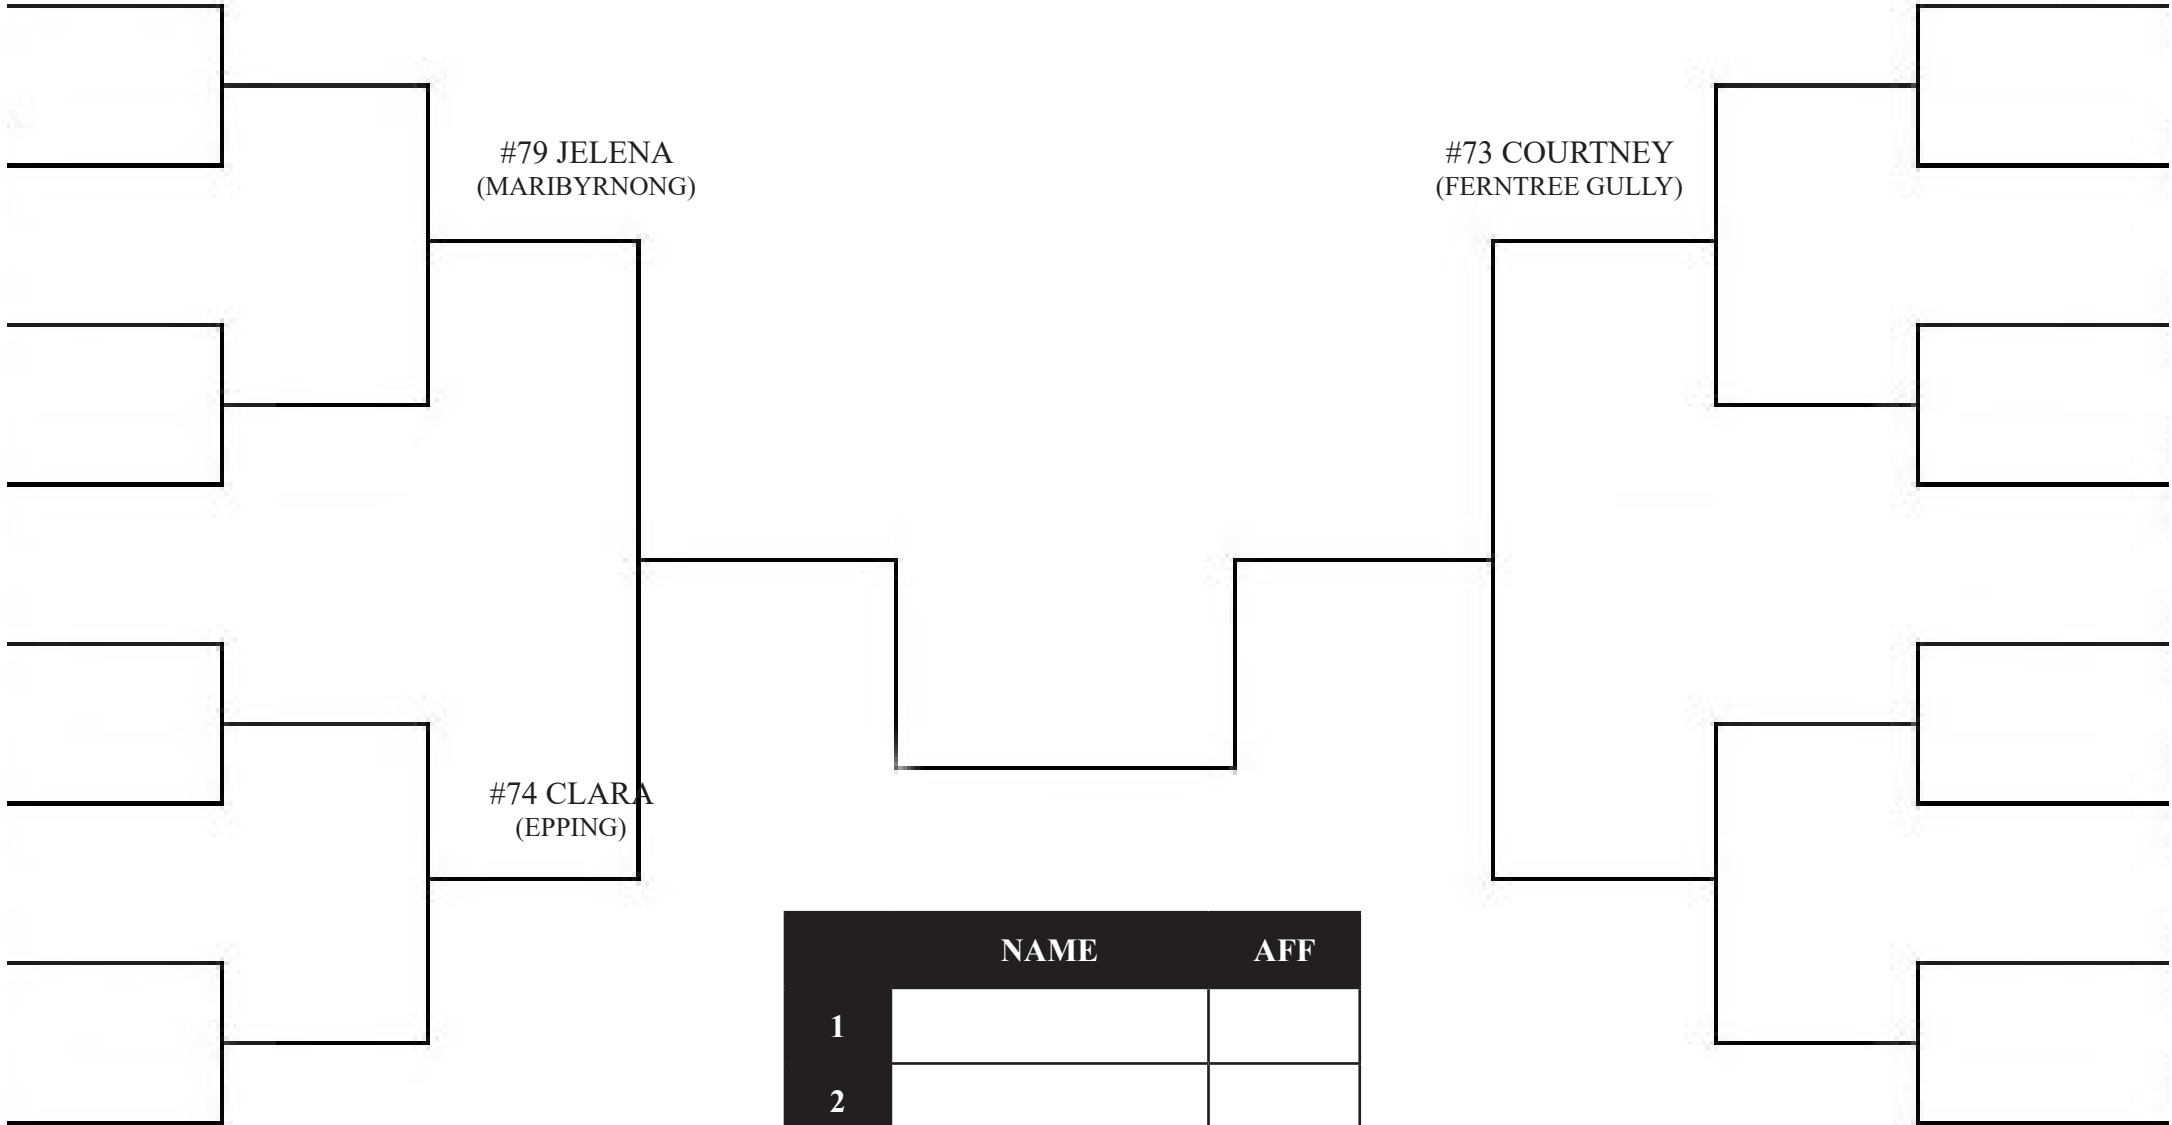 #79 JELENA
(MARIBYRNONG)
#73 COURTNEY
(FERNTREE GULLY)
#74 CLARA
(EPPING)
NAME AFF
1
2